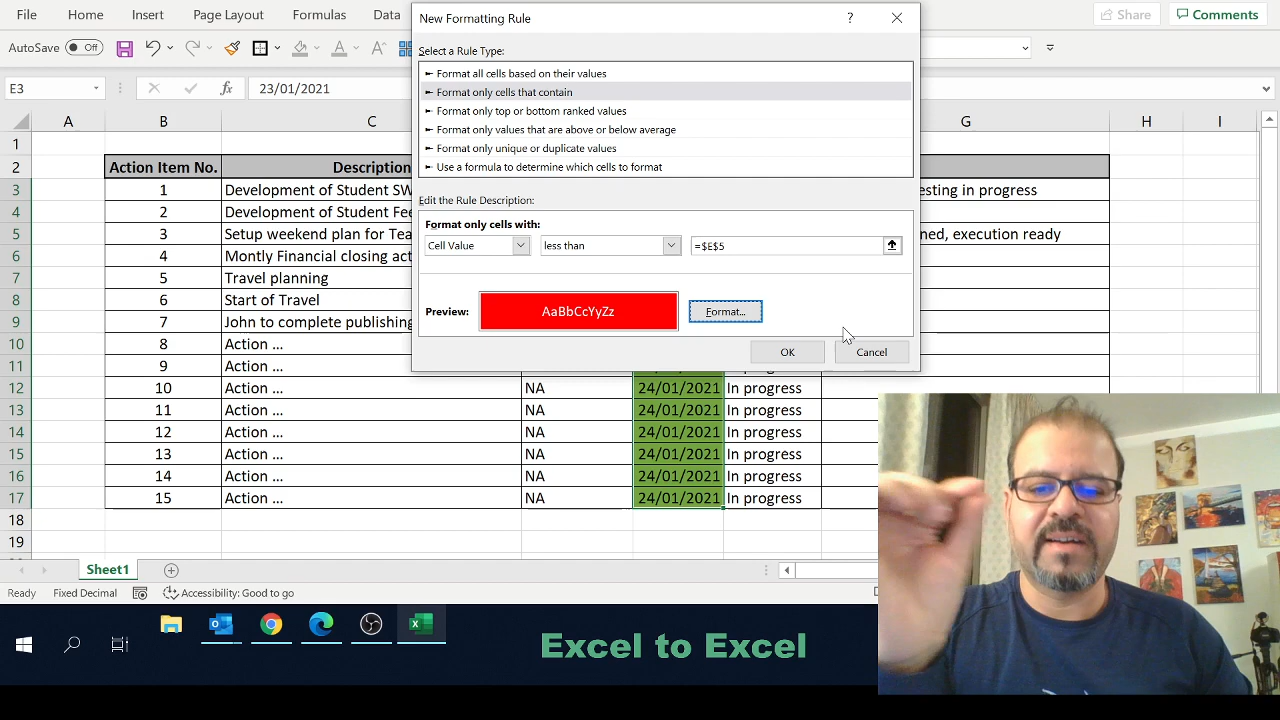 File Home Insert Page Layout Formulas Data
New Formatting Rule
?
Share Comments
AutoSave Off
Select a Rule Type:
Format all cells based on their values
Format only cells that contain
Format only top or bottom ranked values
Format only values that are above or below average
Format only unique or duplicate values
Use a formula to determine which cells to format
E3 fx 23/01/2021
Edit the Rule Description:
Format only cells with:
Cell Value less than =$E$5
Preview: AaBbCcYyZz Format...
OK Cancel
A B C G H I
1
2 Action Item No. Description
3 1 Development of Student esting in progress
4 2 Development of Student
5 3 Setup weekend plan for execution ready
6 4 Montly Financial closing
7 5 Travel planning
8 6 Start of Travel
9 7 John to complete publishing
10 8 Action ...
11 9 Action ...
12 10 Action ... NA 24/01/2021 In progress
13 11 Action ... NA 24/01/2021 In progress
14 12 Action ... NA 24/01/2021 In progress
15 13 Action ... NA 24/01/2021 In progress
16 14 Action ... NA 24/01/2021 In progress
17 15 Action ... NA 24/01/2021 In progress
18
19
Sheet1
Ready Fixed Decimal Accessibility: Good to go
Excel to Excel